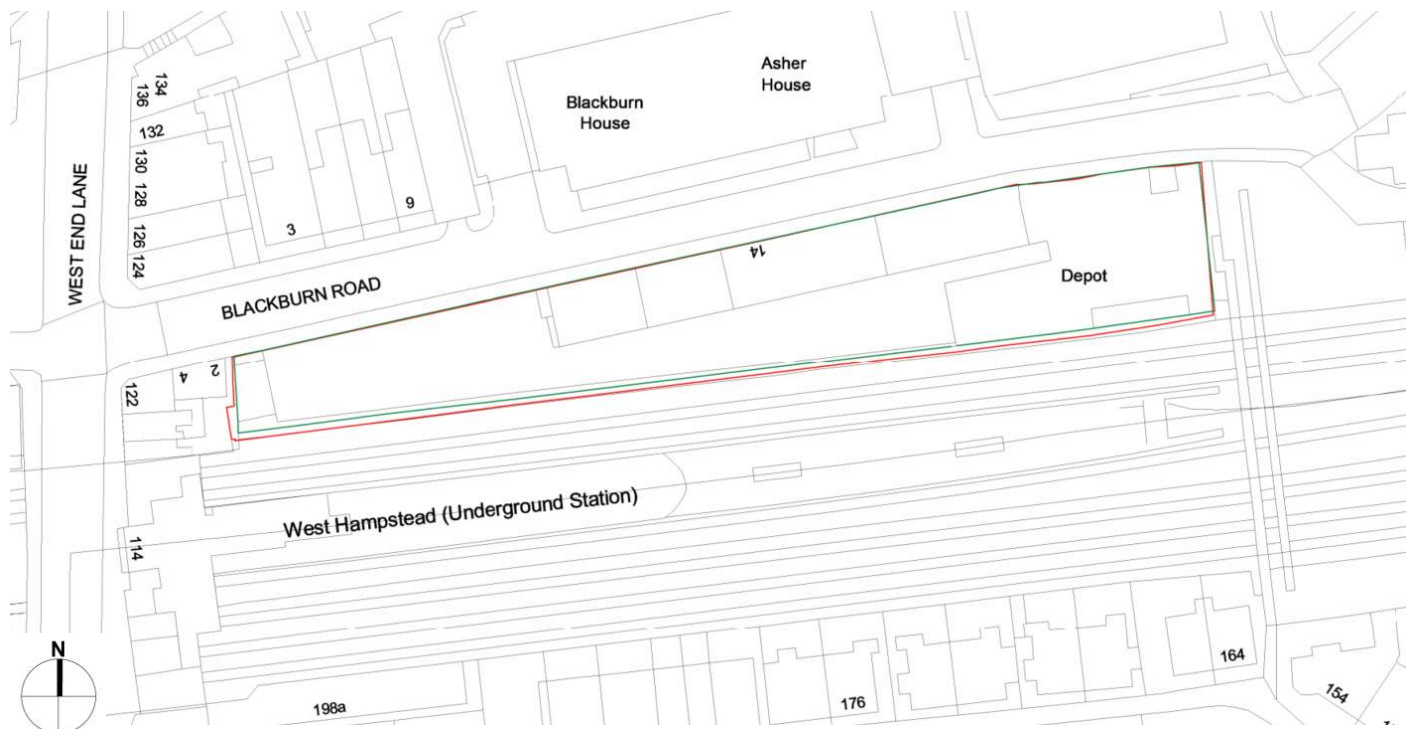 Asher
House
Blackburn
House
134
136
132
130
128
126
124
WEST END LANE
3
9
BLACKBURN ROAD
14
Depot
2
4
122
West Hampstead (Underground Station)
114
N
198a
176
164
154